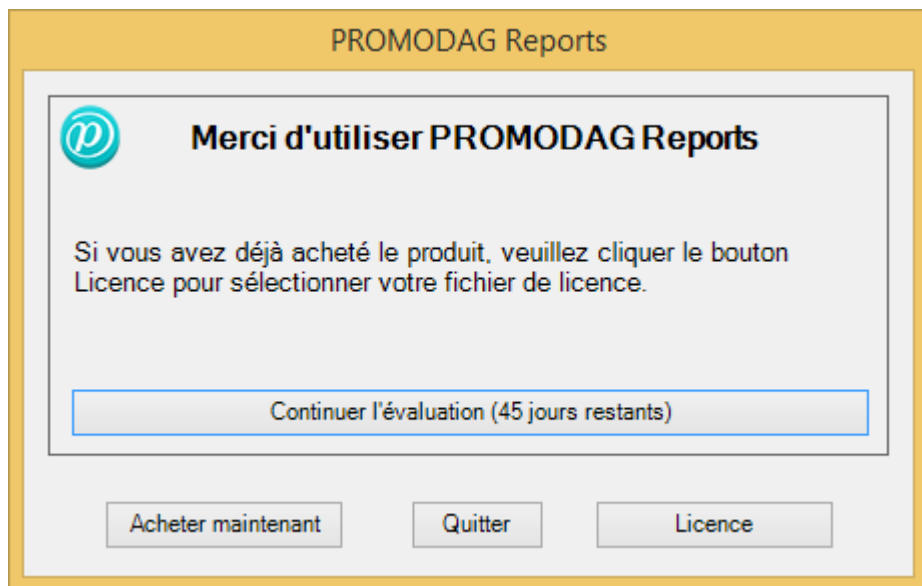 PROMODAG Reports
Merci d'utiliser PROMODAG Reports
Si vous avez déjà acheté le produit, veuillez cliquer le bouton
Licence pour sélectionner votre fichier de licence.
Continuer l'évaluation (45 jours restants)
Acheter maintenant
Quitter
Licence